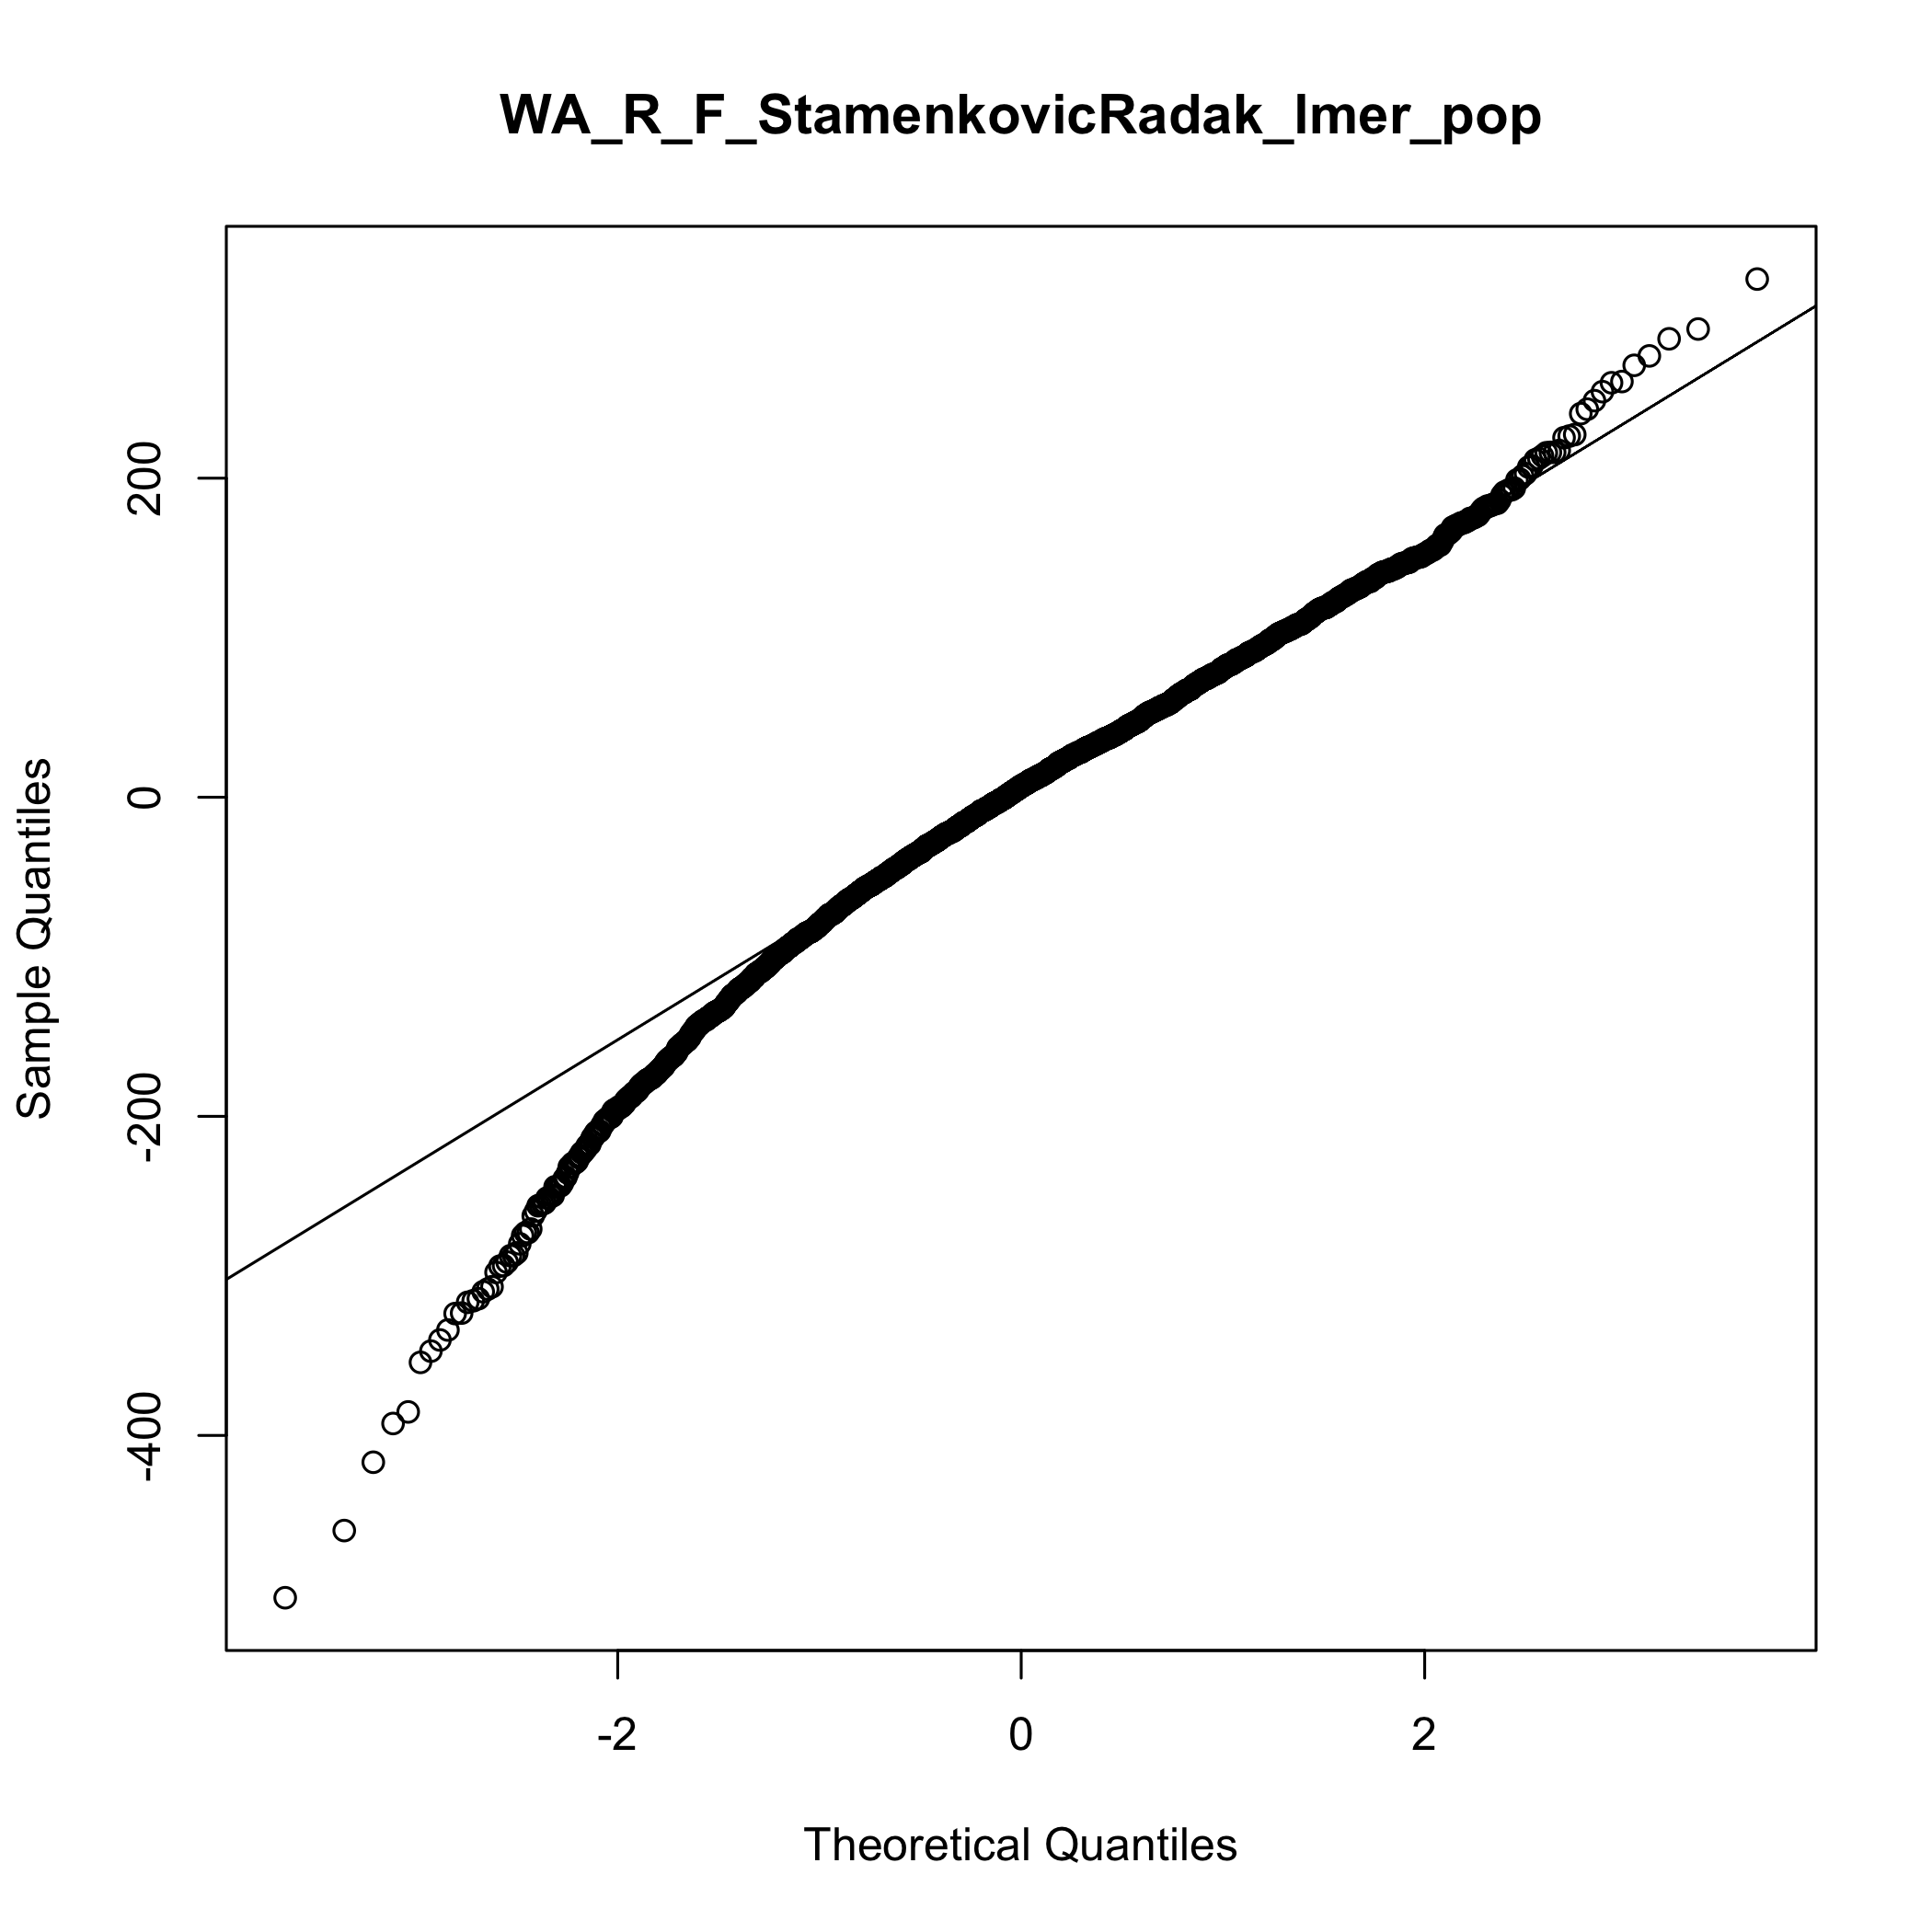 WA_R_F_StamenkovicRadak_lmer_pop
Sample Quantiles
200
0
-200
-400
-2
0
2
Theoretical Quantiles